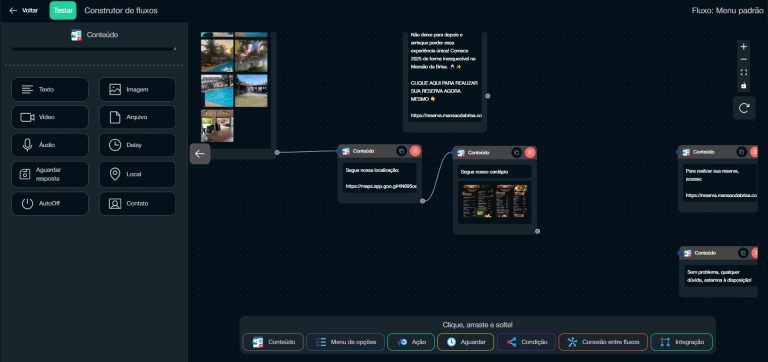 Voltar
Testar
Construtor de fluxos
Fluxo: Menu padrão
Conteúdo
Texto
Imagem
Vídeo
Arquivo
Áudio
Delay
Aguardar
resposta
Local
AutoOff
Contato
Não deixe para depois e
arrisque perder essa
experiência única! Comece
2025 de forma inesquecível na
Mansão da Brisa. 🥂✨
CLIQUE AQUI PARA REALIZAR
SUA RESERVA AGORA
MESMO 👇
https://reserva.mansaodabrisa.co
Conteúdo
Segue nossa localização:
https://maps.app.goo.gl/
Conteúdo
Segue nosso cardápio
Conteúdo
Para realizar sua reserva,
acesse:
https://reserva.mansaodabrisa.co
Conteúdo
Sem problema, qualquer
dúvida, estamos à disposição!
Clique, arraste e solte!
Conteúdo
Menu de opções
Ação
Aguardar
Condição
Conexão entre fluxos
Integração